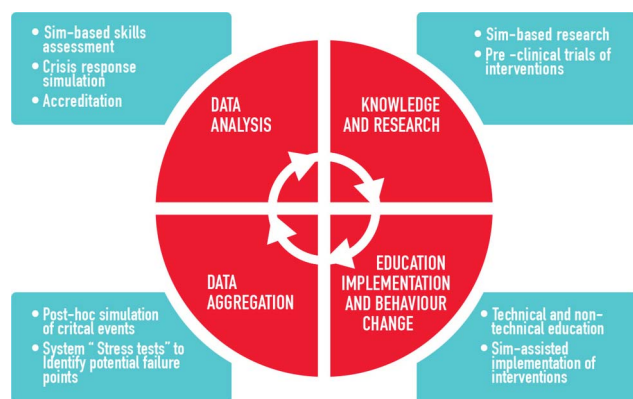 • Sim-based skills
assessment
• Crisis response
simulation
• Accreditation
• Sim-based research
• Pre -clinical trials of
interventions
DATA
ANALYSIS
KNOWLEDGE
AND RESEARCH
DATA
AGGREGATION
EDUCATION
IMPLEMENTATION
AND BEHAVIOUR
CHANGE
• Post-hoc simulation
of critcal events
• System “ Stress tests” to
Identify potential failure
points
• Technical and non-
technical education
• Sim-assisted
implementation of
interventions